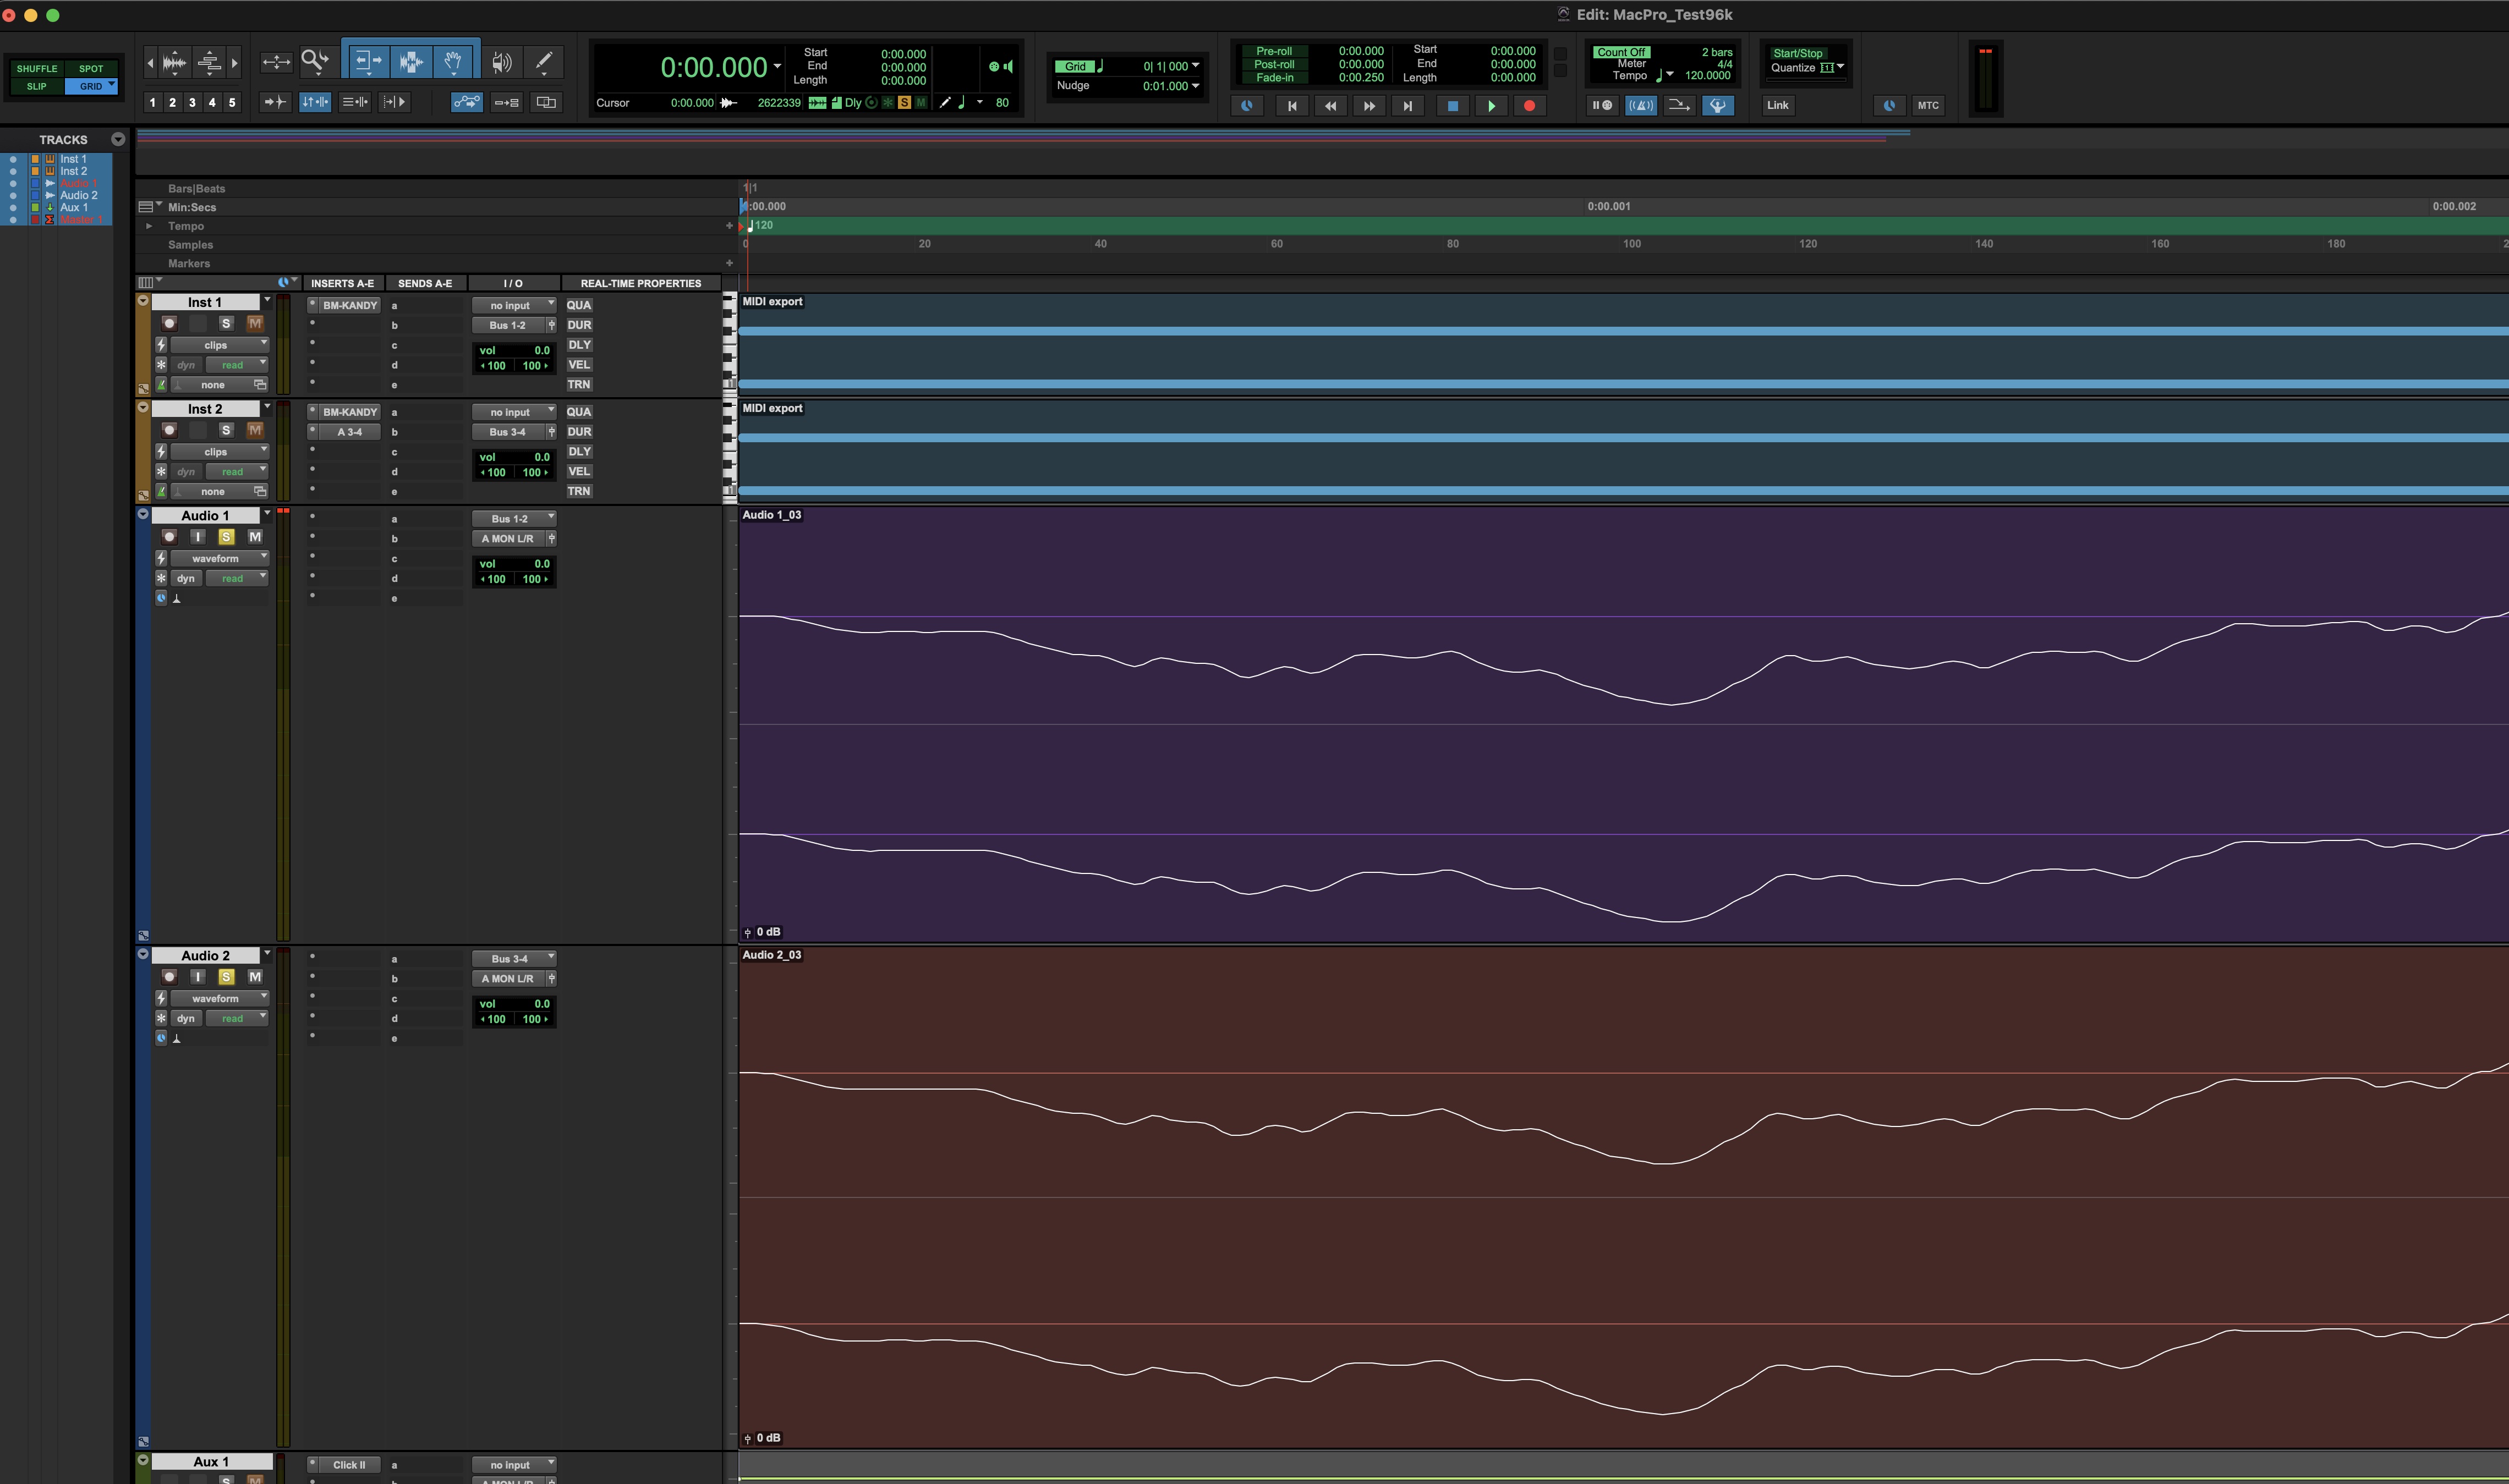 Edit: MacPro_Test96k
SHUFFLE SPOT
SLIP GRID
1 2 3 4 5
0:00.000
Start 0:00.000
End 0:00.000
Length 0:00.000
Cursor 0:00.000 2622339 Dly S M 80
Grid 0| 1| 000
Nudge 0:01.000
Pre-roll 0:00.000 Start 0:00.000
Post-roll 0:00.000 End 0:00.000
Fade-in 0:00.250 Length 0:00.000
Count Off 2 bars
Meter 4/4
Tempo 120.0000
Start/Stop
Quantize
Link
MTC
TRACKS
Inst 1
Inst 2
Audio 1
Audio 2
Aux 1
Master 1
Bars|Beats 1|1
Min:Secs 0:00.000 0:00.001 0:00.002
Tempo 120
Samples 0 20 40 60 80 100 120 140 160 180
Markers
INSERTS A-E SENDS A-E I / O REAL-TIME PROPERTIES
Inst 1 BM-KANDY a no input QUA MIDI export
S M b Bus 1-2 DUR
clips c vol 0.0 DLY
dyn read d 100 100 VEL
none e TRN
Inst 2 BM-KANDY a no input QUA MIDI export
S M A 3-4 b Bus 3-4 DUR
clips c vol 0.0 DLY
dyn read d 100 100 VEL
none e TRN
Audio 1 a Bus 1-2 Audio 1_03
I S M b A MON L/R
waveform c vol 0.0
dyn read d 100 100
e
0 dB
Audio 2 a Bus 3-4 Audio 2_03
I S M b A MON L/R
waveform c vol 0.0
dyn read d 100 100
e
0 dB
Aux 1 Click II a no input
S M b A MON L/R